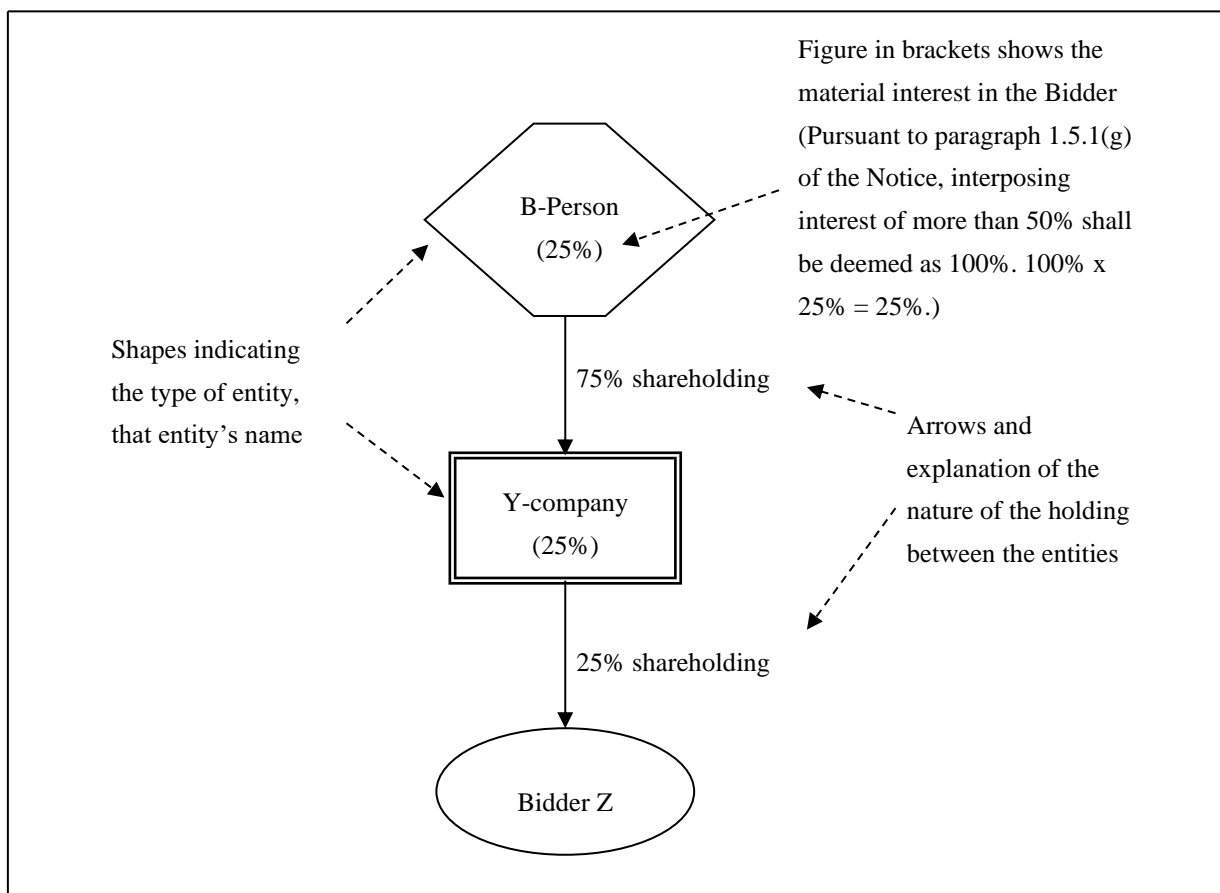 Figure in brackets shows the
material interest in the Bidder
(Pursuant to paragraph 1.5.1(g)
of the Notice, interposing
interest of more than 50% shall
be deemed as 100%. 100% x
25% = 25%.)
B-Person
(25%)
Shapes indicating
the type of entity,
that entity’s name
75% shareholding
Arrows and
explanation of the
nature of the holding
between the entities
Y-company
(25%)
25% shareholding
Bidder Z